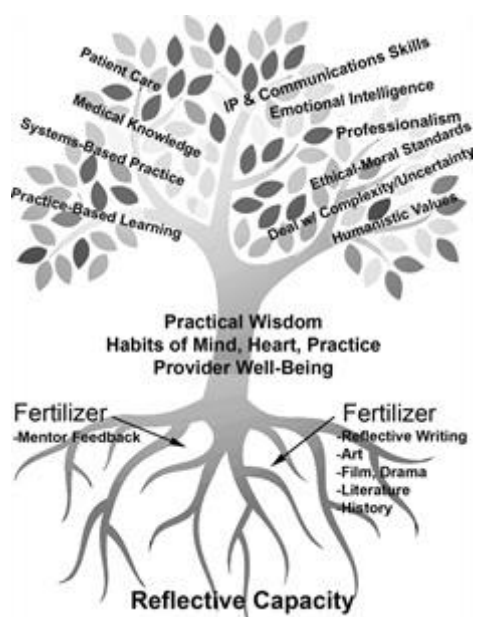 Patient Care
Medical Knowledge
Systems-Based Practice
Practice-Based Learning
IP & Communications Skills
Emotional Intelligence
Professionalism
Ethical-Moral Standards
Deal w/ Complexity/Uncertainty
Humanistic Values
Practical Wisdom
Habits of Mind, Heart, Practice
Provider Well-Being
Fertilizer
-Mentor Feedback
Fertilizer
-Reflective Writing
-Art
-Film, Drama
-Literature
-History
Reflective Capacity